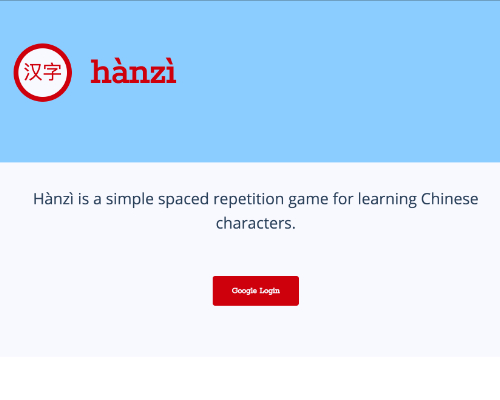 汉字
hànzì
Hànzì is a simple spaced repetition game for learning Chinese
characters.
Google Login